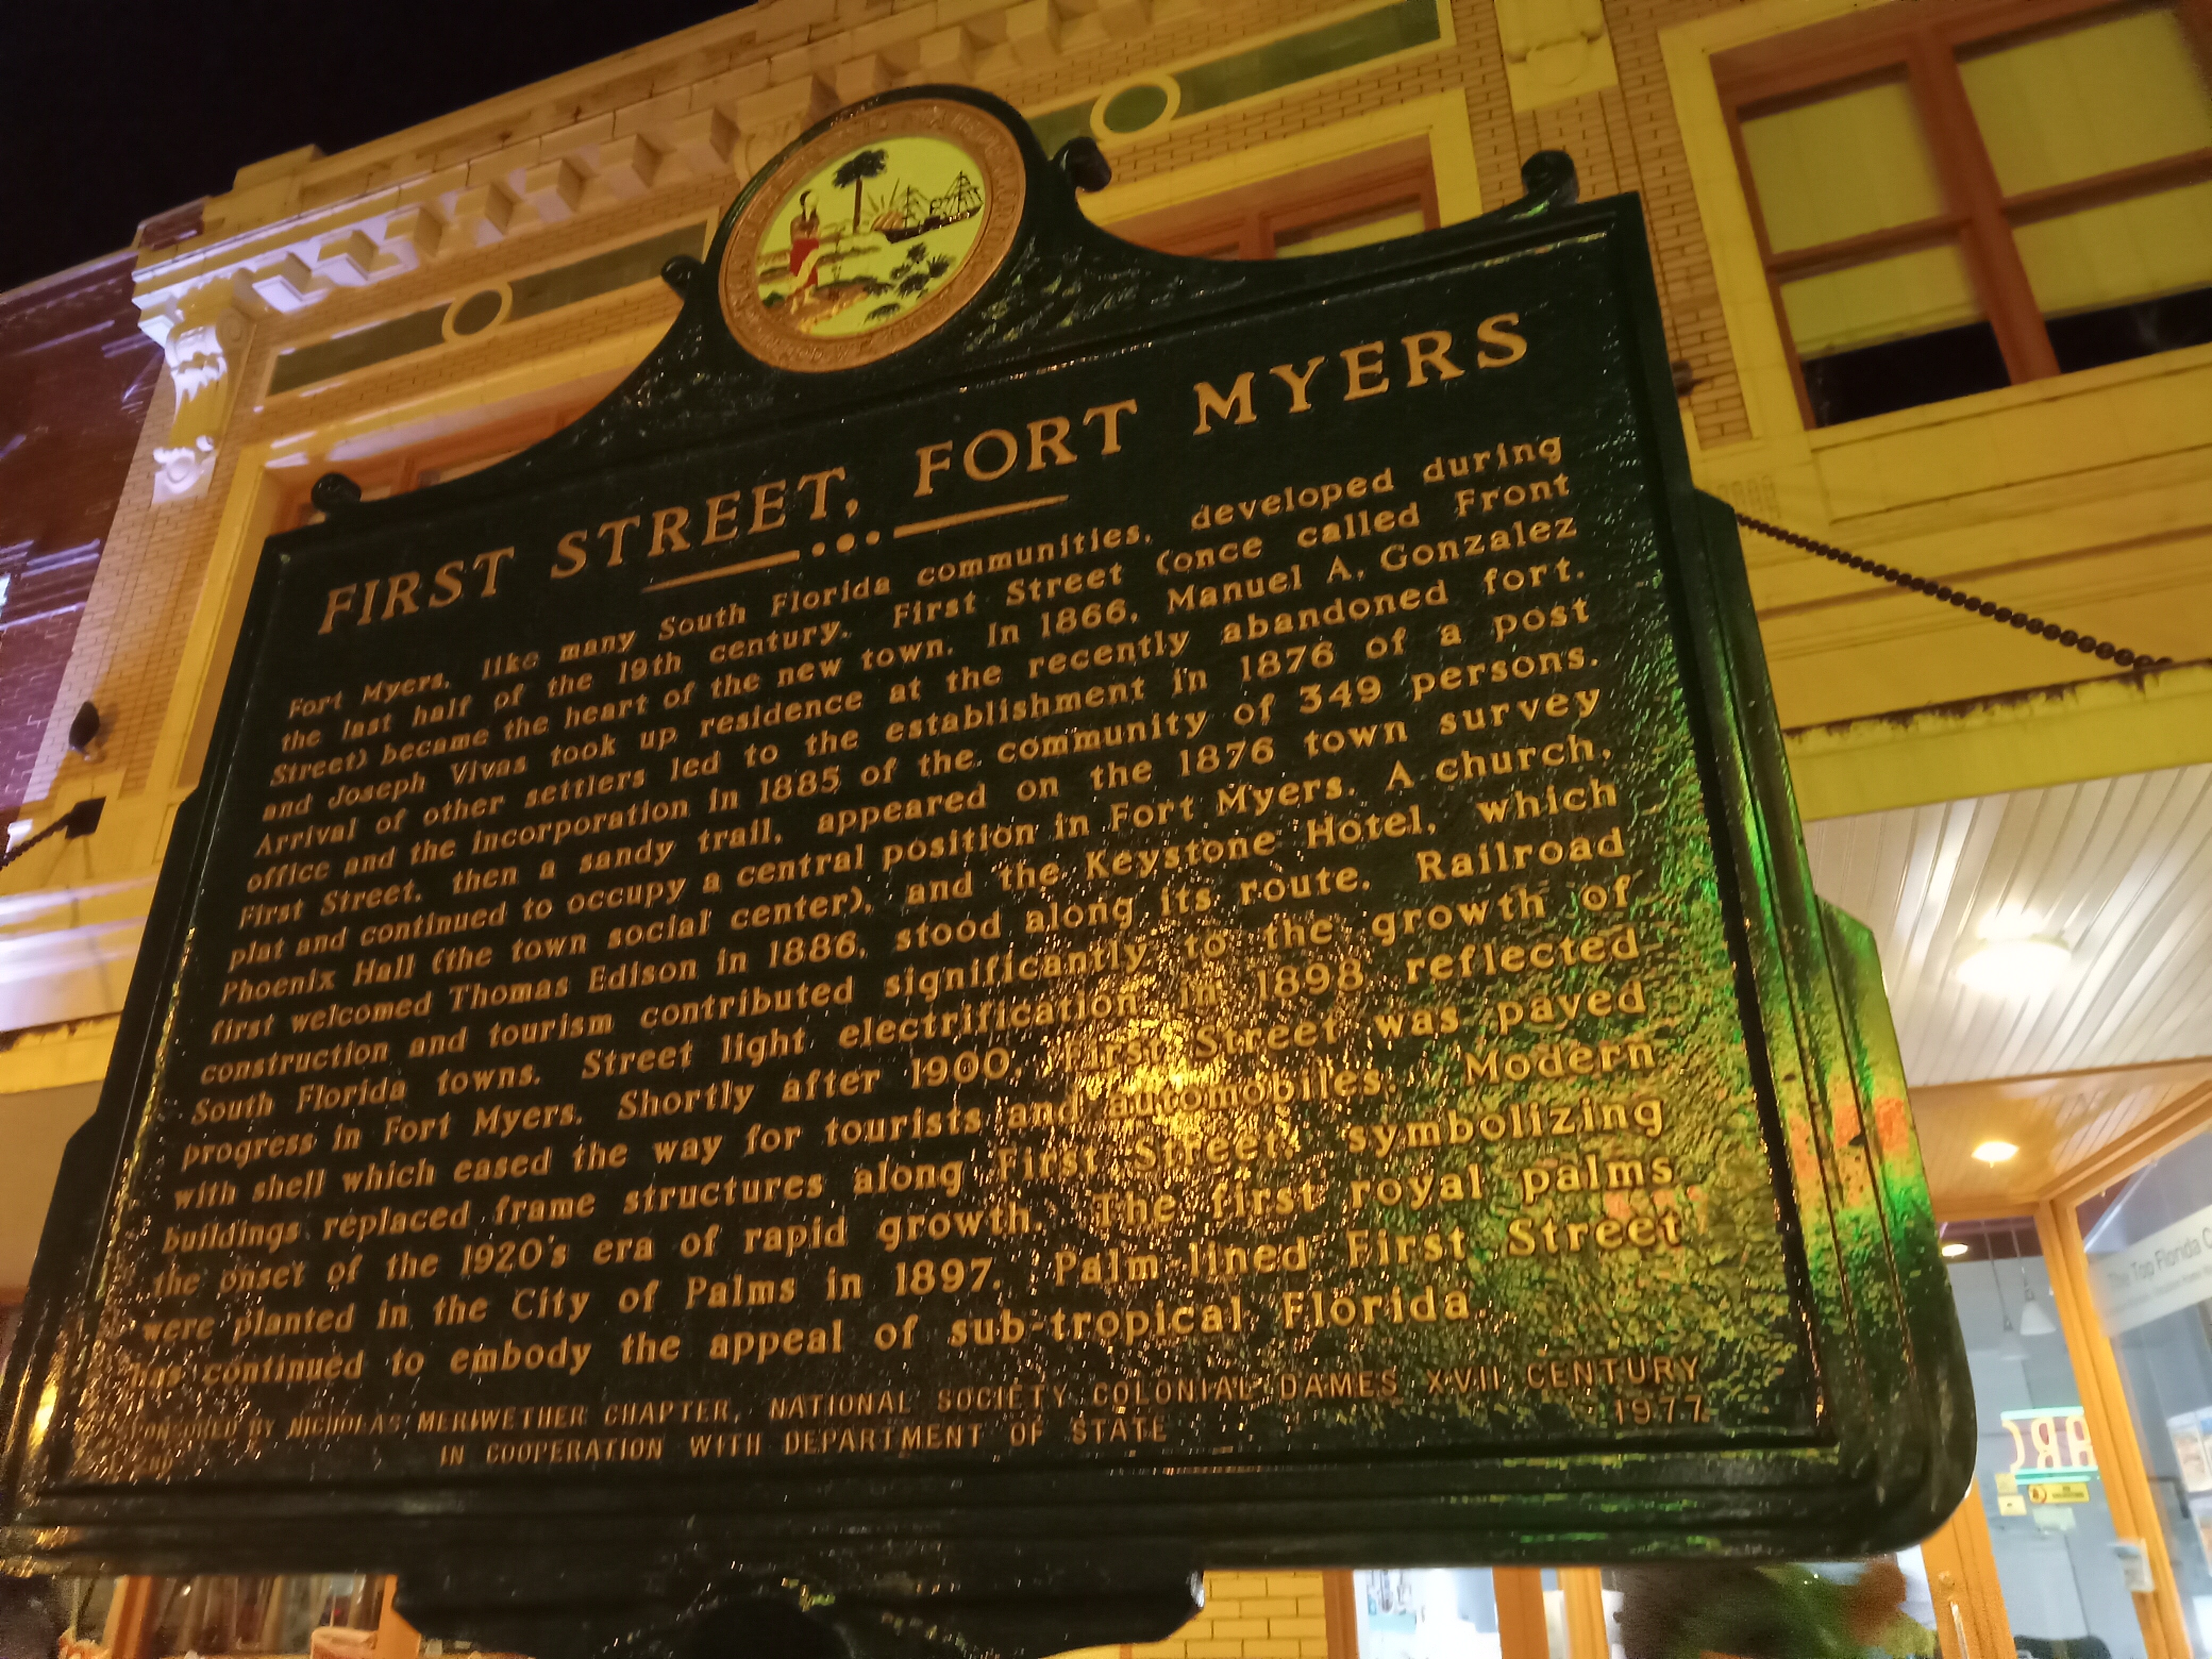 FIRST STREET, FORT MYERS
Fort Myers, like many South Florida communities, developed during
the last half of the 19th century. First Street (once called Front
Street) became the heart of the new town. In 1866, Manuel A. Gonzalez
and Joseph Vivas took up residence at the recently abandoned fort.
Arrival of other settlers led to the establishment in 1876 of a post
office and the incorporation in 1885 of the community of 349 persons.
First Street, then a sandy trail, appeared on the 1876 town survey
plat and continued to occupy a central position in Fort Myers. A church,
Phoenix Hall (the town social center), and the Keystone Hotel, which
first welcomed Thomas Edison in 1886, stood along its route. Railroad
construction and tourism contributed significantly to the growth of
South Florida towns. Street light electrification in 1898 reflected
progress in Fort Myers. Shortly after 1900, First Street was paved
with shell which eased the way for tourists and automobiles. Modern
buildings replaced frame structures along First Street, symbolizing
the onset of the 1920's era of rapid growth. The first royal palms
were planted in the City of Palms in 1897. Palm-lined First Street
has continued to embody the appeal of sub-tropical Florida.
SPONSORED BY NICHOLAS MERIWETHER CHAPTER, NATIONAL SOCIETY COLONIAL DAMES XVII CENTURY
IN COOPERATION WITH DEPARTMENT OF STATE 1977